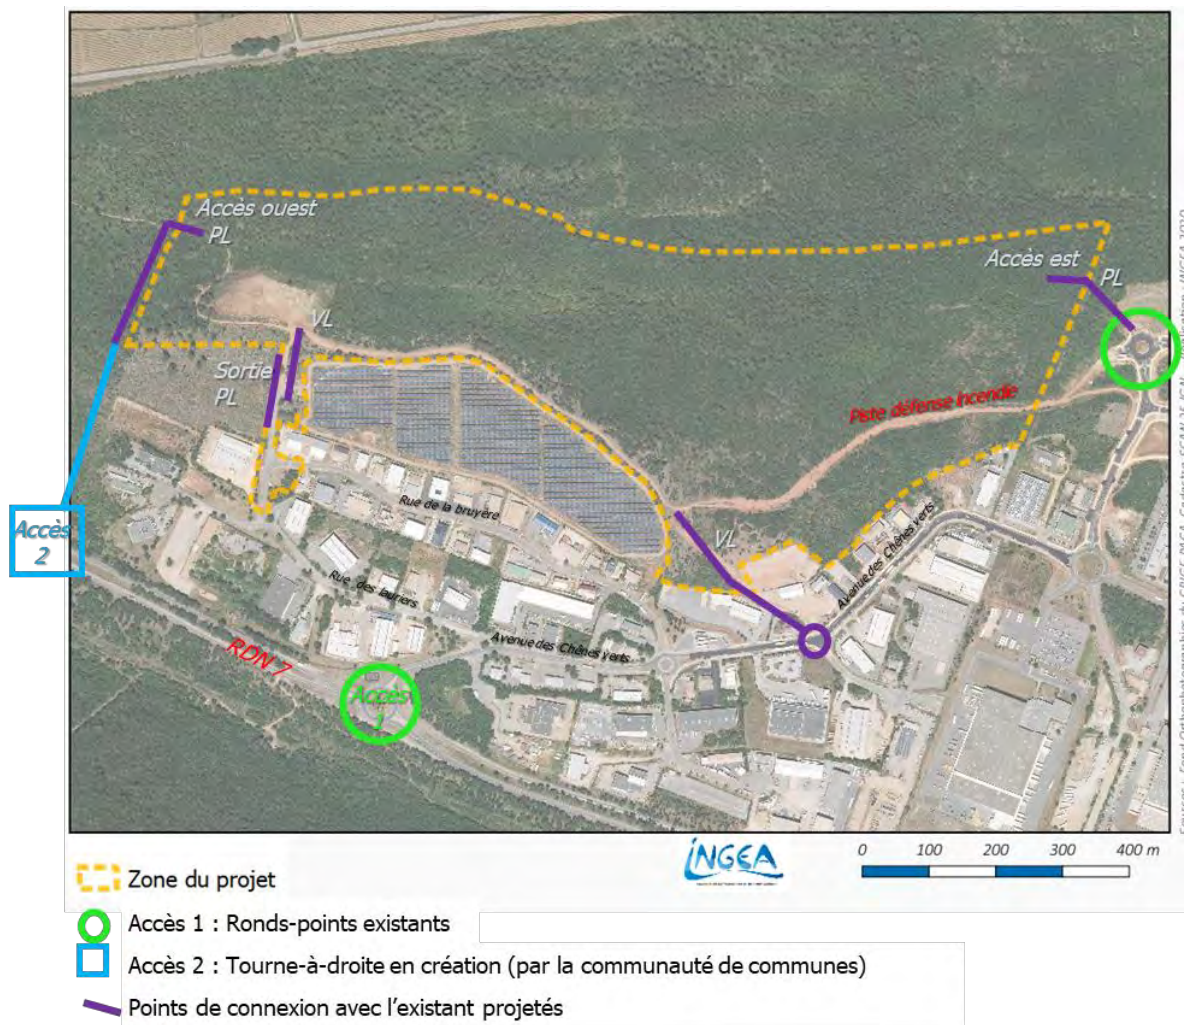 Accès ouest
PL
Accès est
PL
VL
Sortie
PL
Piste défense incendie
Accès
2
Rue de la bruyère
VL
Avenue des Chênes verts
Rue des lauriers
Avenue des Chênes verts
RDN 7
Accès
1
INGEA
0 100 200 300 400 m
Zone du projet
Accès 1 : Ronds-points existants
Accès 2 : Tourne-à-droite en création (par la communauté de communes)
Points de connexion avec l'existant projetés